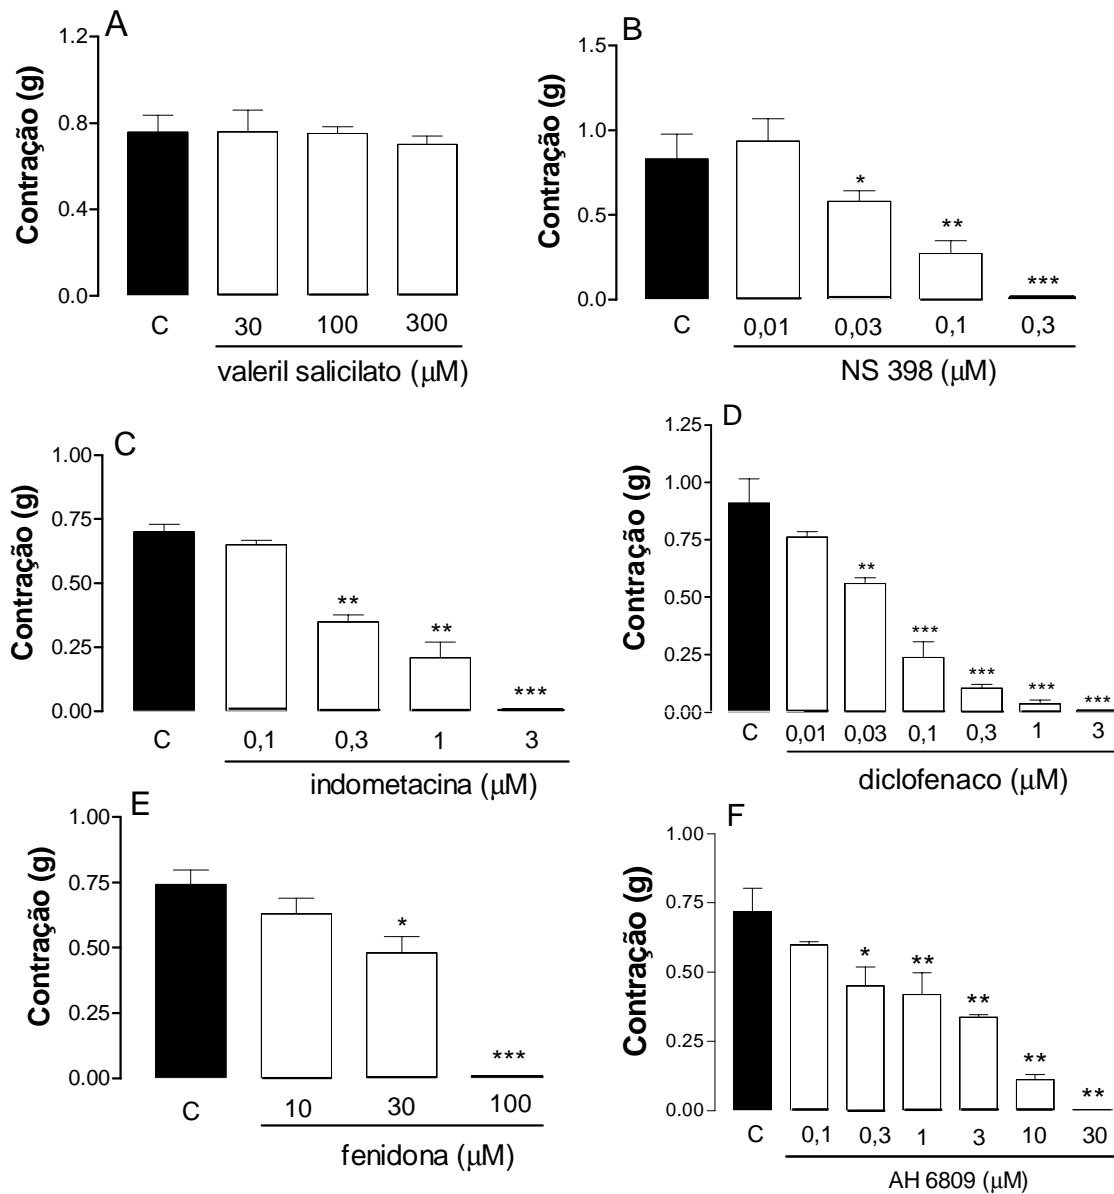 A
Contração (g)
1.2
0.8
0.4
0.0
C 30 100 300
valeril salicilato (μM)
B
Contração (g)
1.5
1.0
0.5
0.0
*
**
***
C 0,01 0,03 0,1 0,3
NS 398 (μM)
C
Contração (g)
1.00
0.75
0.50
0.25
0.00
**
**
***
C 0,1 0,3 1 3
indometacina (μM)
D
Contração (g)
1.25
1.00
0.75
0.50
0.25
0.00
**
***
***
***
***
C 0,01 0,03 0,1 0,3 1 3
diclofenaco (μM)
E
Contração (g)
1.00
0.75
0.50
0.25
0.00
*
***
C 10 30 100
fenidona (μM)
F
Contração (g)
1.00
0.75
0.50
0.25
0.00
*
**
**
**
**
C 0,1 0,3 1 3 10 30
AH 6809 (μM)